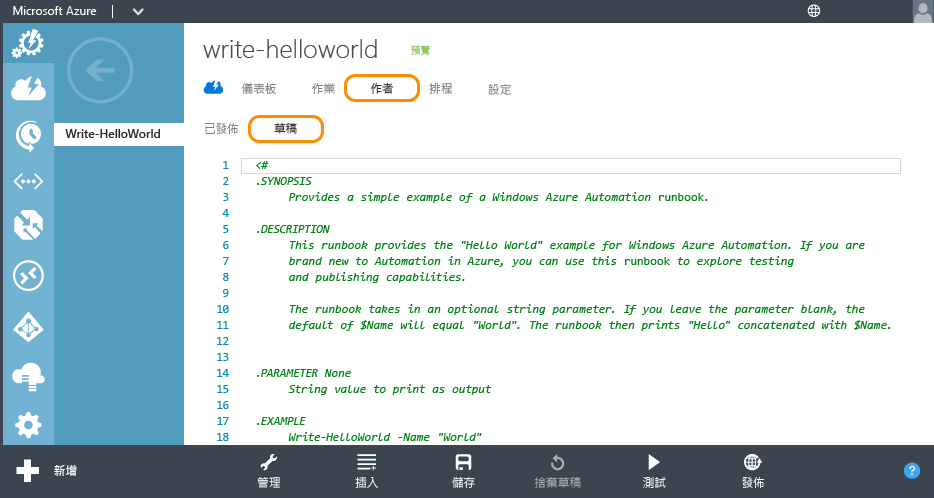 Microsoft Azure
write-helloworld 預覽
儀表板 作業 作者 排程 設定
Write-HelloWorld
已發佈 草稿
1 <#
2 .SYNOPSIS
3 Provides a simple example of a Windows Azure Automation runbook.
4
5 .DESCRIPTION
6 This runbook provides the "Hello World" example for Windows Azure Automation. If you are
7 brand new to Automation in Azure, you can use this runbook to explore testing
8 and publishing capabilities.
9
10 The runbook takes in an optional string parameter. If you leave the parameter blank, the
11 default of $Name will equal "World". The runbook then prints "Hello" concatenated with $Name.
12
13
14 .PARAMETER None
15 String value to print as output
16
17 .EXAMPLE
18 Write-HelloWorld -Name "World"
新增 管理 插入 儲存 捨棄草稿 測試 發佈 ?